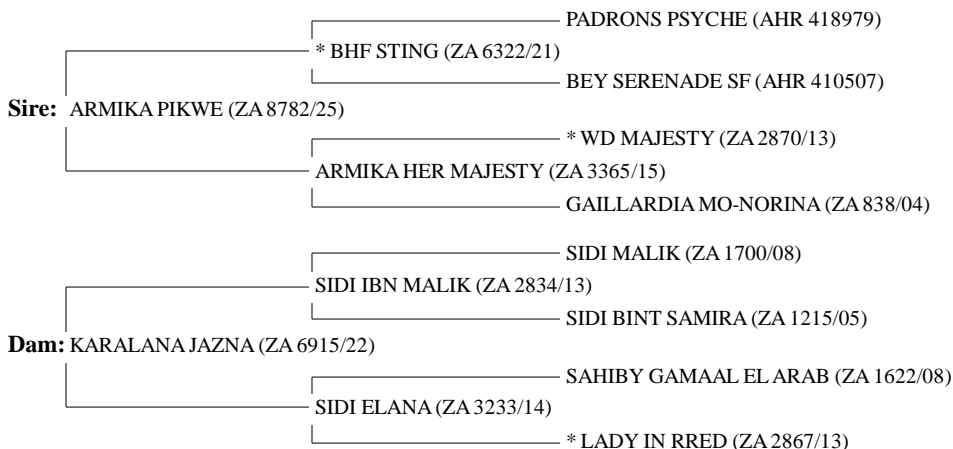 PADRONS PSYCHE (AHR 418979)
* BHF STING (ZA 6322/21)
BEY SERENADE SF (AHR 410507)
Sire: ARMIKA PIKWE (ZA 8782/25)
* WD MAJESTY (ZA 2870/13)
ARMIKA HER MAJESTY (ZA 3365/15)
GAILLARDIA MO-NORINA (ZA 838/04)
SIDI MALIK (ZA 1700/08)
SIDI IBN MALIK (ZA 2834/13)
SIDI BINT SAMIRA (ZA 1215/05)
Dam: KARALANA JAZNA (ZA 6915/22)
SAHIBY GAMAAL EL ARAB (ZA 1622/08)
SIDI ELANA (ZA 3233/14)
* LADY IN RRED (ZA 2867/13)